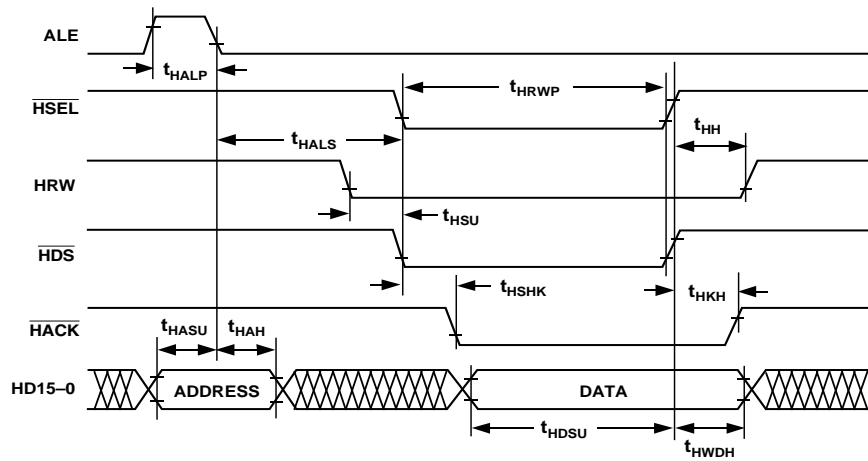 ALE
tHALP
HSEL
tHRWP
tHALS
tHH
HRW
tHSU
HDS
tHSHK
tHKH
HACK
tHASU
tHAH
HD15–0
ADDRESS
DATA
tHDSU
tHWDH